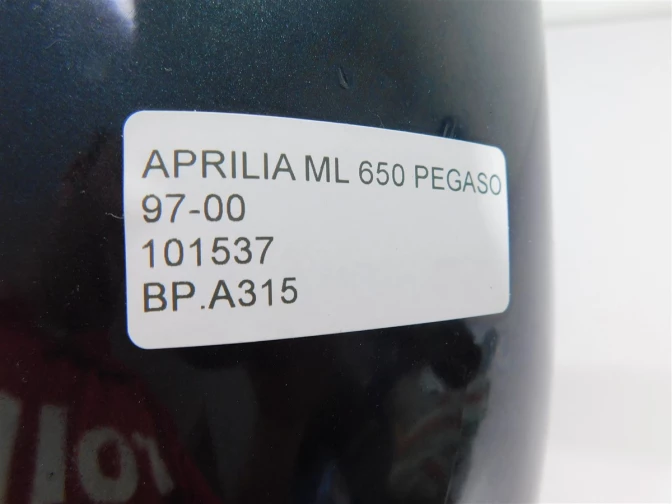 APRILIA ML 650 PEGASO
97-00
101537
BP.A315